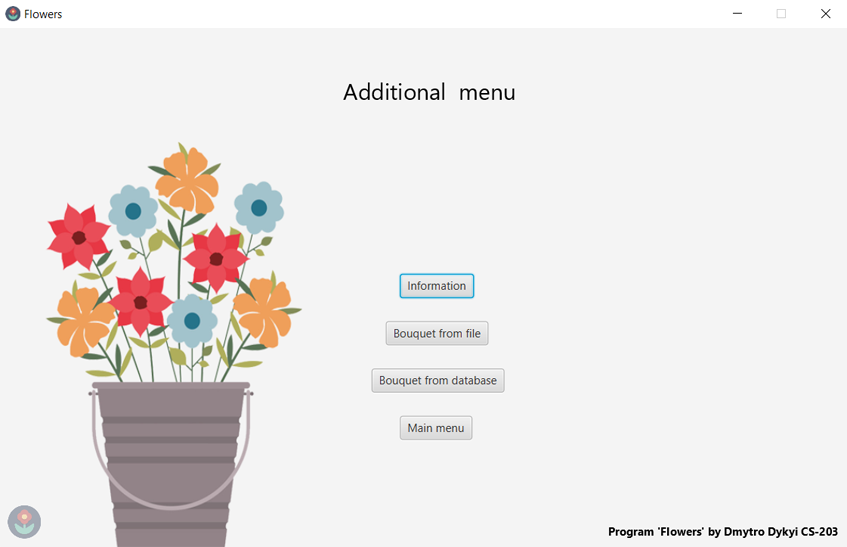 Flowers
Additional menu
Information
Bouquet from file
Bouquet from database
Main menu
Program 'Flowers' by Dmytro Dykyi CS-203